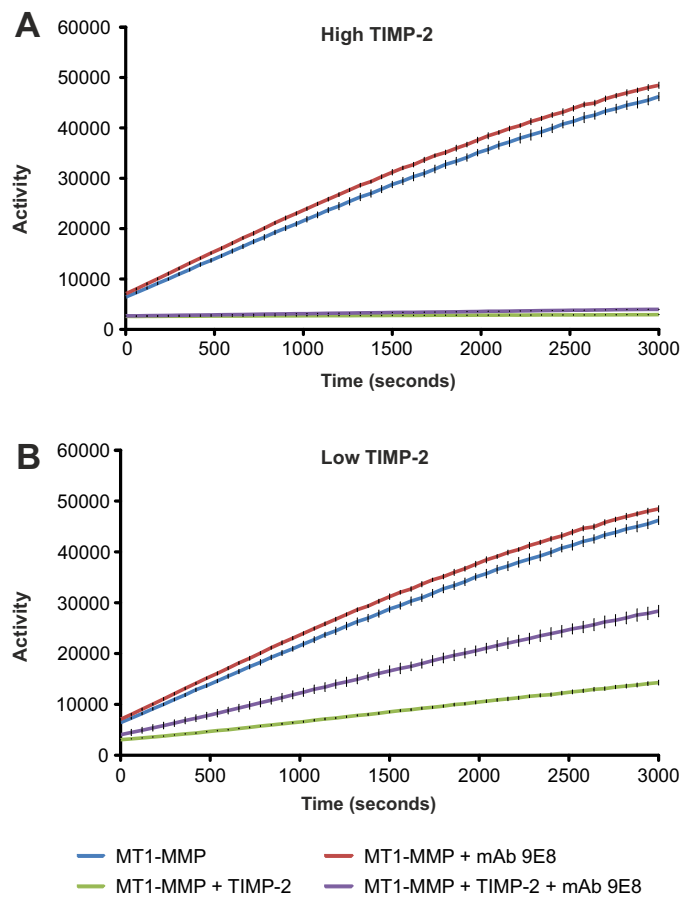 A
High TIMP-2
60000
50000
40000
30000
20000
10000
0
Activity
0 500 1000 1500 2000 2500 3000
Time (seconds)
B
Low TIMP-2
60000
50000
40000
30000
20000
10000
0
Activity
0 500 1000 1500 2000 2500 3000
Time (seconds)
MT1-MMP MT1-MMP + mAb 9E8
MT1-MMP + TIMP-2 MT1-MMP + TIMP-2 + mAb 9E8